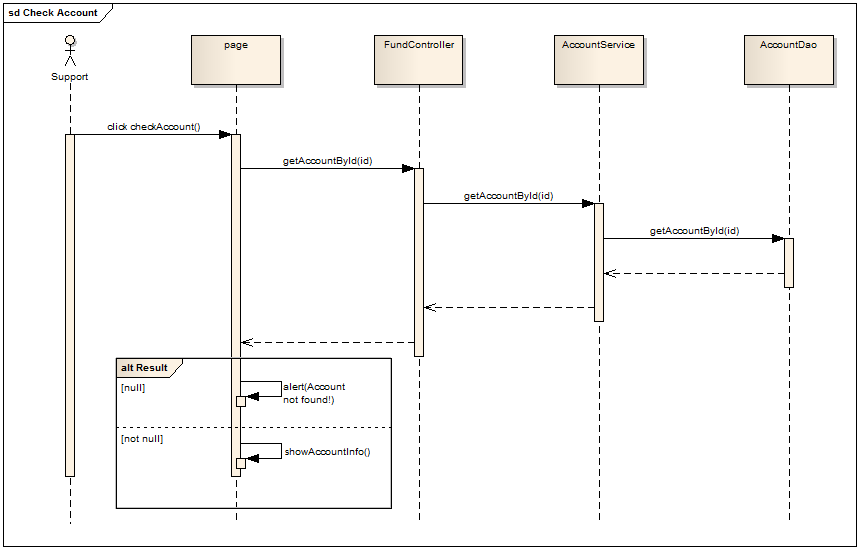 sd Check Account
Support
page
FundController
AccountService
AccountDao
click checkAccount()
getAccountById(id)
getAccountById(id)
getAccountById(id)
alt Result
[null]
alert(Account
not found!)
[not null]
showAccountInfo()